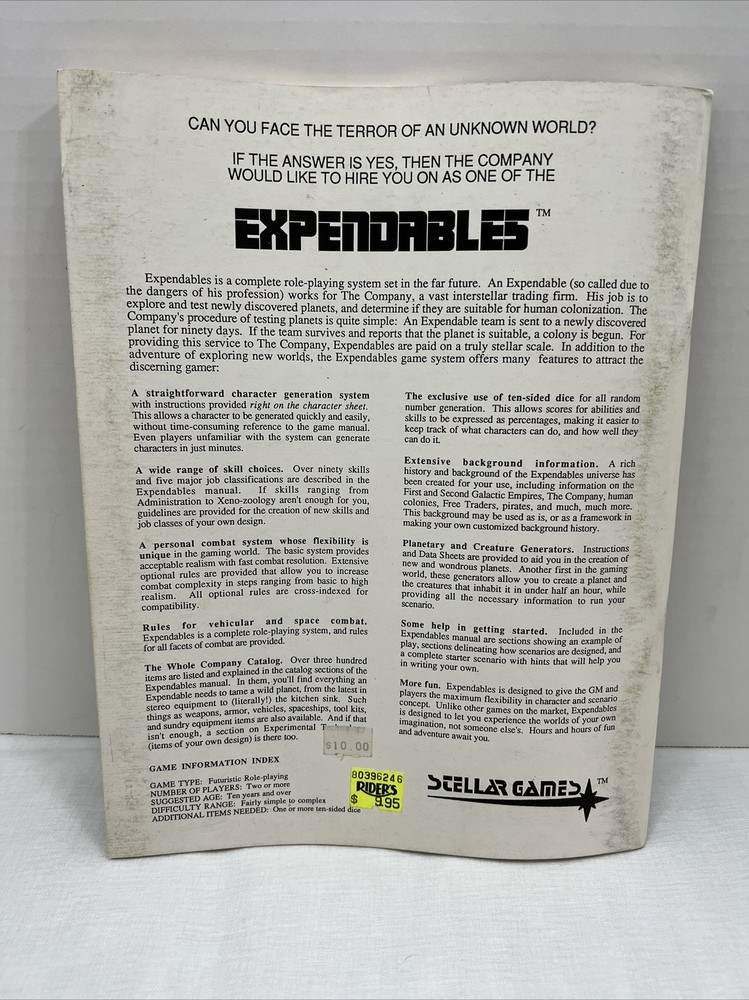 CAN YOU FACE THE TERROR OF AN UNKNOWN WORLD?
IF THE ANSWER IS YES, THEN THE COMPANY
WOULD LIKE TO HIRE YOU ON AS ONE OF THE
EXPENDABLES TM
Expendables is a complete role-playing system set in the far future. An Expendable (so called due to
the dangers of his profession) works for The Company, a vast interstellar trading firm. His job is to
explore and test newly discovered planets, and determine if they are suitable for human colonization. The
Company's procedure of testing planets is quite simple: An Expendable team is sent to a newly discovered
planet for ninety days. If the team survives and reports that the planet is suitable, a colony is begun. For
providing this service to The Company, Expendables are paid on a truly stellar scale. In addition to the
adventure of exploring new worlds, the Expendables game system offers many features to attract the
discerning gamer:
A straightforward character generation system
with instructions provided right on the character sheet.
This allows a character to be generated quickly and easily,
without time-consuming reference to the game manual.
Even players unfamiliar with the system can generate
characters in just minutes.
A wide range of skill choices. Over ninety skills
and five major job classifications are described in the
Expendables manual. If skills ranging from
Administration to Xeno-zoology aren't enough for you,
guidelines are provided for the creation of new skills and
job classes of your own design.
A personal combat system whose flexibility is
unique in the gaming world. The basic system provides
acceptable realism with fast combat resolution. Extensive
optional rules are provided that allow you to increase
combat complexity in steps ranging from basic to high
realism. All optional rules are cross-indexed for
compatibility.
Rules for vehicular and space combat.
Expendables is a complete role-playing system, and rules
for all facets of combat are provided.
The Whole Company Catalog. Over three hundred
items are listed and explained in the catalog sections of the
Expendables manual. In them, you'll find everything an
Expendable needs to tame a wild planet, from the latest in
stereo equipment to (literally!) the kitchen sink. Such
things as weapons, armor, vehicles, spaceships, tool kits,
and sundry equipment items are also available. And if that
isn't enough, a section on Experimental
(items of your own design) is there too.
GAME INFORMATION INDEX
GAME TYPE: Futuristic Role-playing
NUMBER OF PLAYERS: Two or more
SUGGESTED AGE: Ten years and over
DIFFICULTY RANGE: Fairly simple to complex
ADDITIONAL ITEMS NEEDED: One or more ten-sided dice
The exclusive use of ten-sided dice for all random
number generation. This allows scores for abilities and
skills to be expressed as percentages, making it easier to
keep track of what characters can do, and how well they
can do it.
Extensive background information. A rich
history and background of the Expendables universe has
been created for your use, including information on the
First and Second Galactic Empires, The Company, human
colonies, Free Traders, pirates, and much, much more.
This background may be used as is, or as a framework in
making your own customized background history.
Planetary and Creature Generators. Instructions
and Data Sheets are provided to aid you in the creation of
new and wondrous planets. Another first in the gaming
world, these generators allow you to create a planet and
the creatures that inhabit it in under half an hour, while
providing all the necessary information to run your
scenario.
Some help in getting started. Included in the
Expendables manual are sections showing an example of
play, sections delineating how scenarios are designed, and
a complete starter scenario with hints that will help you
in writing your own.
More fun. Expendables is designed to give the GM and
players the maximum flexibility in character and scenario
concept. Unlike other games on the market, Expendables
is designed to let you experience the worlds of your own
imagination, not someone else's. Hours and hours of fun
and adventure await you.
$10.00
80396246
RIDER'S
$ 9.95
STELLAR GAMES TM